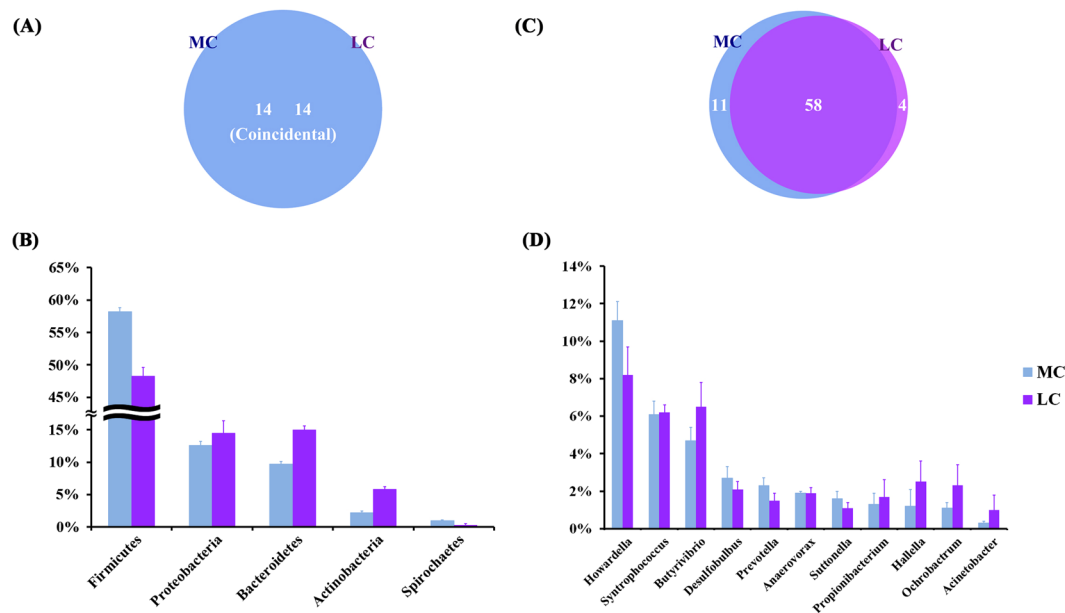 (A)
MC
LC
14 14
(Coincidental)
(C)
MC
LC
11
58
4
(B)
65%
60%
55%
50%
45%
15%
10%
5%
0%
Firmicutes
Proteobacteria
Bacteroidetes
Actinobacteria
Spirochaetes
(D)
14%
12%
10%
8%
6%
4%
2%
0%
Howardella
Syntrophococcus
Butyrivibrio
Desulfobulbus
Prevotella
Anaerovorax
Suttonella
Propionibacterium
Hallella
Ochrobactrum
Acinetobacter
MC
LC